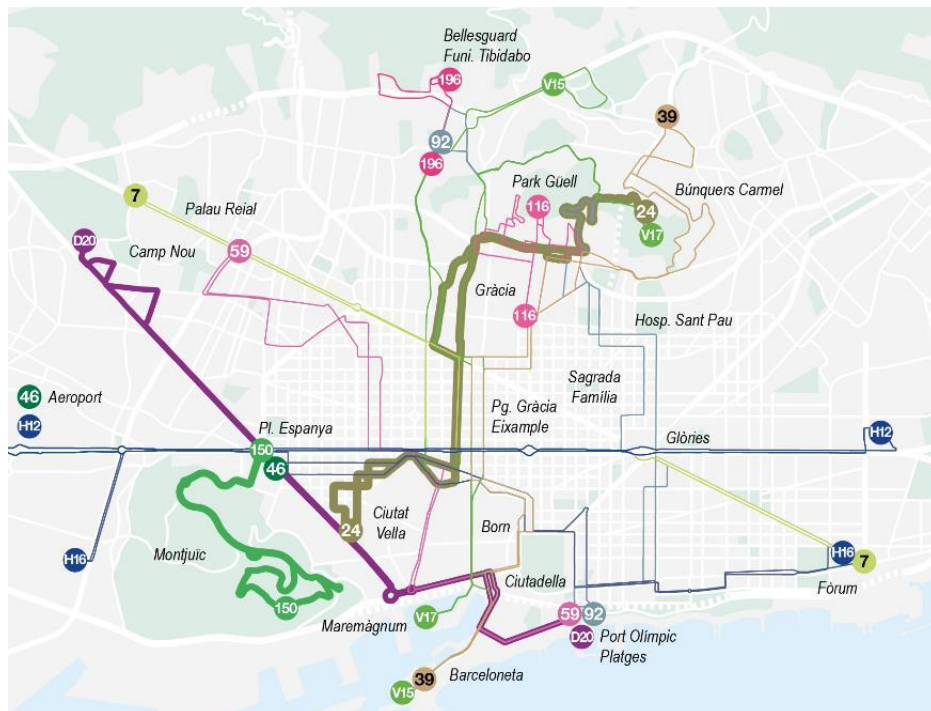 Bellesguard
Funi. Tibidabo
196
V15
39
92
196
Park Güell
Búnquers Carmel
7
Palau Reial
116
24
V17
D20
Camp Nou
59
Gràcia
116
Hosp. Sant Pau
Sagrada
Família
46
Aeroport
H12
Pl. Espanya
Pg. Gràcia
Eixample
Glòries
H12
150
46
24
Ciutat
Vella
Born
H16
Montjuïc
H16
7
Ciutadella
Fòrum
150
Maremàgnum
V17
59
92
D20
Port Olímpic
Platges
39
Barceloneta
V15